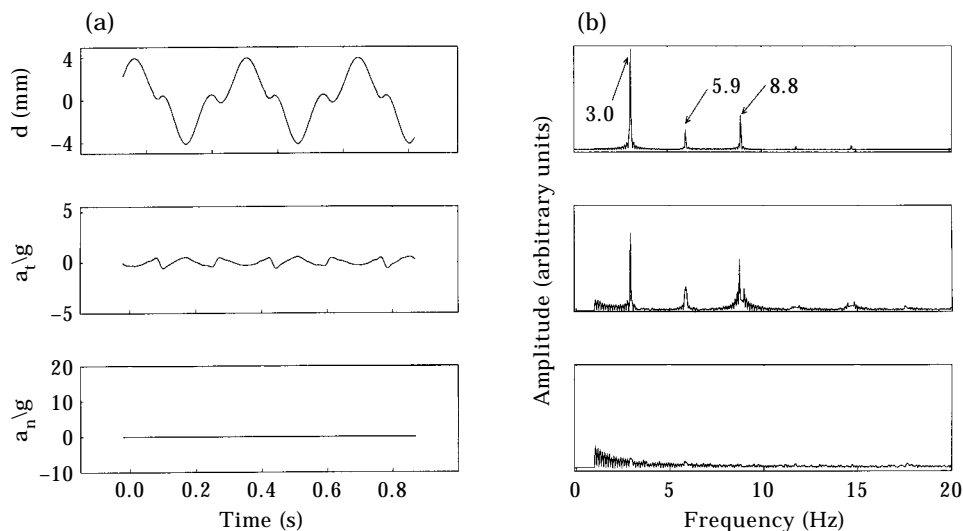 (a)
d (mm)
4
0
−4
a_t\g
5
0
−5
a_n\g
20
10
0
−10
0.0 0.2 0.4 0.6 0.8
Time (s)
(b)
Amplitude (arbitrary units)
3.0
5.9
8.8
0 5 10 15 20
Frequency (Hz)